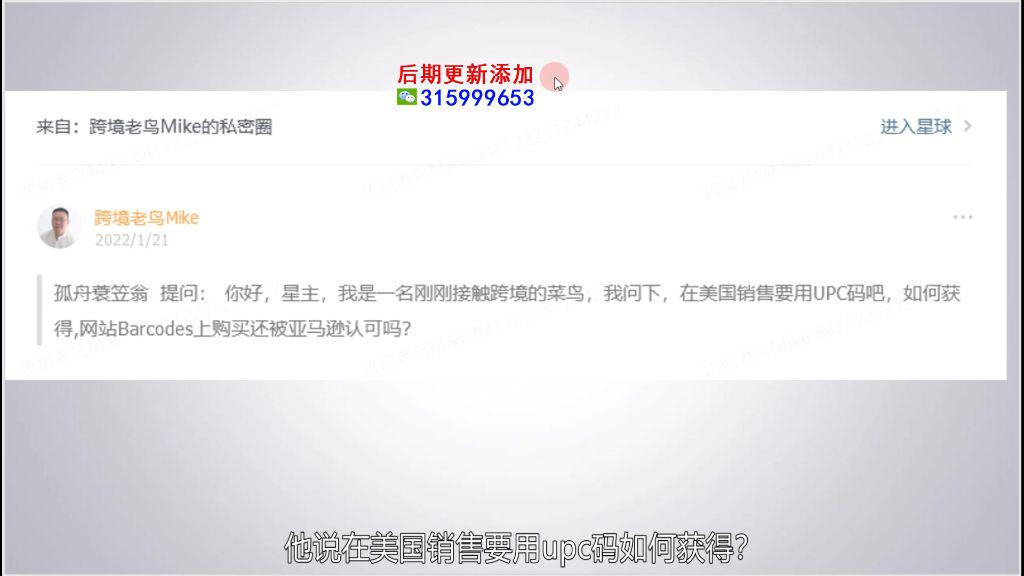 后期更新添加
315999653
来自：跨境老鸟Mike的私密圈
进入星球
跨境老鸟Mike
2022/1/21
孤舟蓑笠翁 提问： 你好，星主，我是一名刚刚接触跨境的菜鸟，我问下，在美国销售要用UPC码吧，如何获
得,网站Barcodes上购买还被亚马逊认可吗？
他说在美国销售要用upc码如何获得?